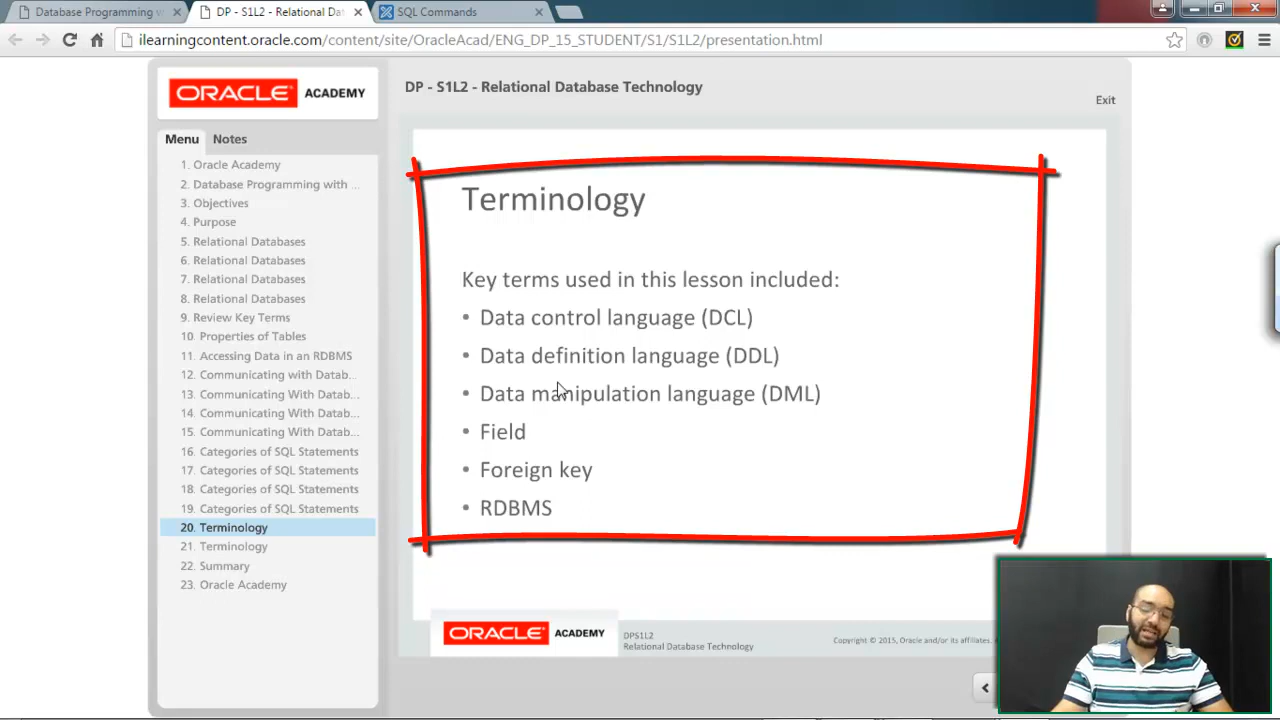 Database Programming w
DP - S1L2 - Relational Da
SQL Commands
ilearningcontent.oracle.com/content/site/OracleAcad/ENG_DP_15_STUDENT/S1/S1L2/presentation.html
ORACLE ACADEMY
DP - S1L2 - Relational Database Technology
Exit
Menu Notes
1. Oracle Academy
2. Database Programming with ...
3. Objectives
4. Purpose
5. Relational Databases
6. Relational Databases
7. Relational Databases
8. Relational Databases
9. Review Key Terms
10. Properties of Tables
11. Accessing Data in an RDBMS
12. Communicating with Datab...
13. Communicating With Datab...
14. Communicating With Datab...
15. Communicating With Datab...
16. Categories of SQL Statements
17. Categories of SQL Statements
18. Categories of SQL Statements
19. Categories of SQL Statements
20. Terminology
21. Terminology
22. Summary
23. Oracle Academy
Terminology
Key terms used in this lesson included:
• Data control language (DCL)
• Data definition language (DDL)
• Data manipulation language (DML)
• Field
• Foreign key
• RDBMS
ORACLE ACADEMY
DPS1L2
Relational Database Technology
Copyright © 2015, Oracle and/or its affiliates.